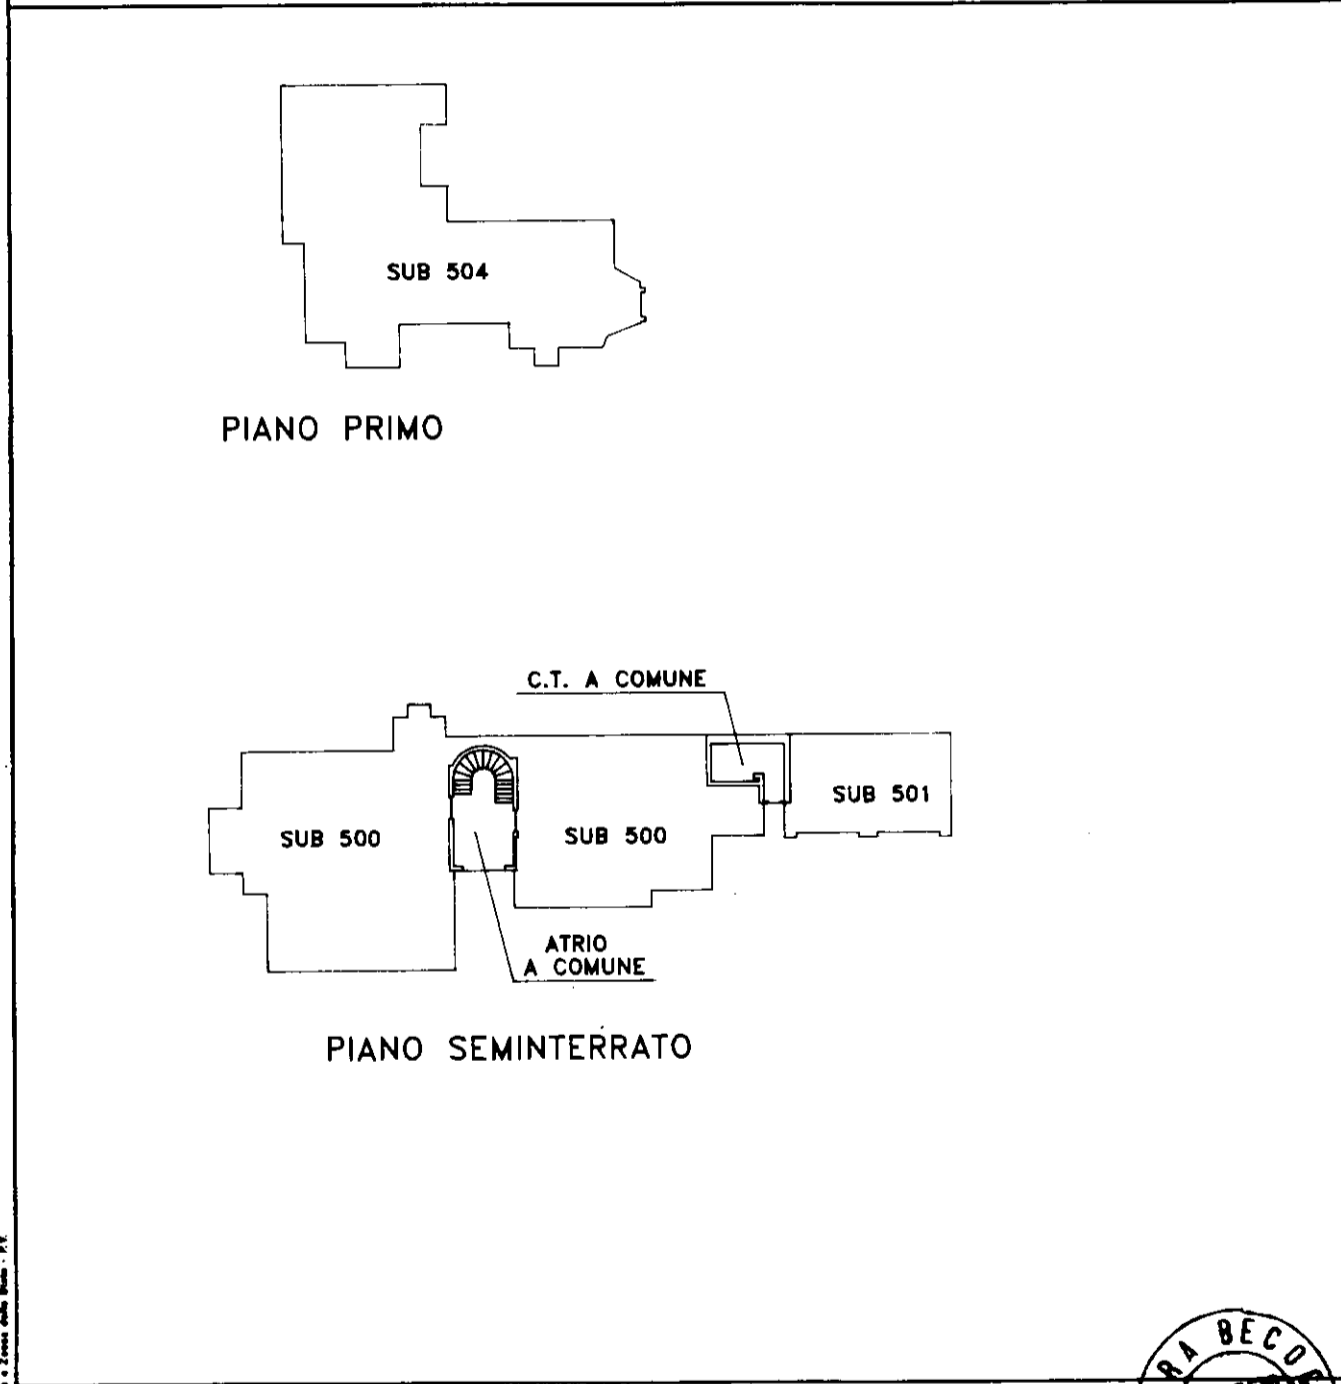 SUB 504
PIANO PRIMO
C.T. A COMUNE
SUB 501
SUB 500
SUB 500
ATRIO
A COMUNE
PIANO SEMINTERRATO